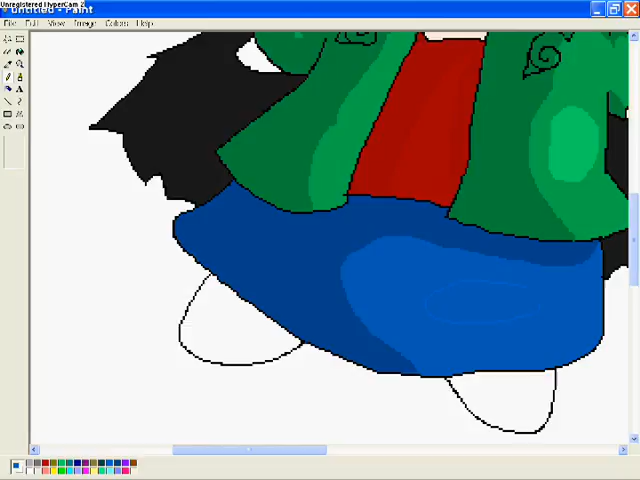 Unregistered HyperCam 2
Untitled - Paint
File Edit View Image Colors Help
A